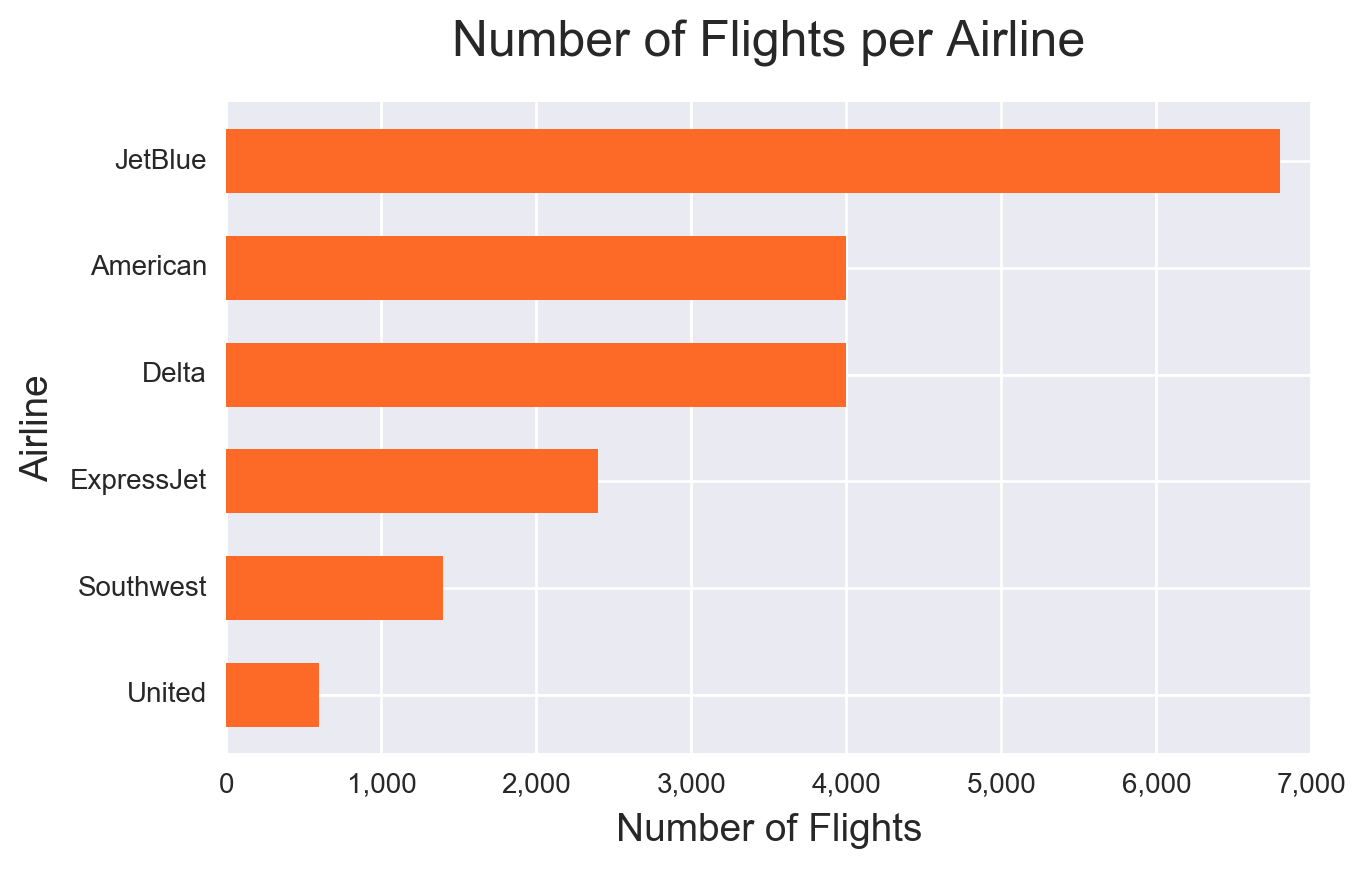 Number of Flights per Airline
JetBlue
American
Delta
ExpressJet
Southwest
United
Airline
0 1,000 2,000 3,000 4,000 5,000 6,000 7,000
Number of Flights